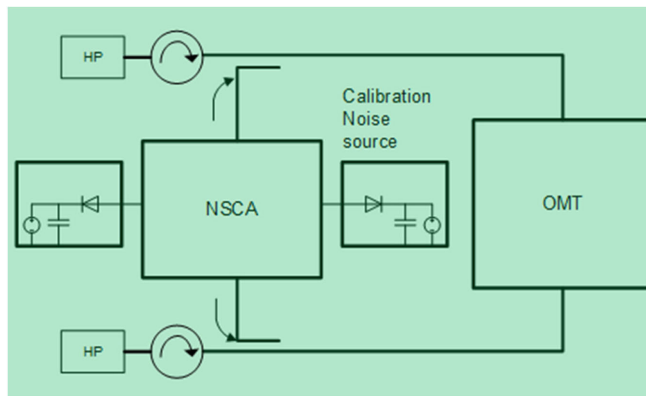 HP
Calibration
Noise
source
NSCA
OMT
HP